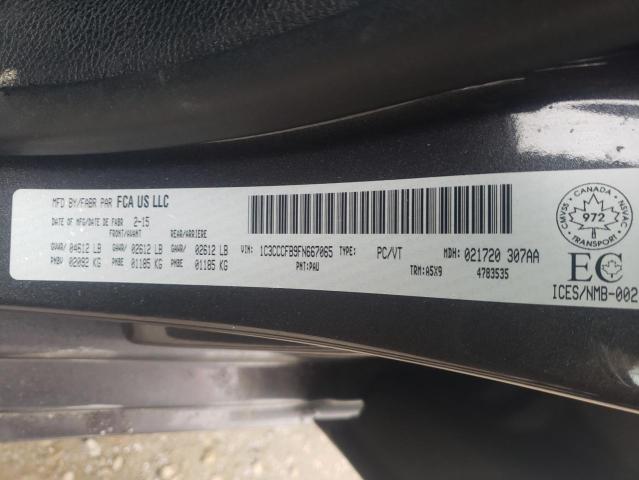 MFD BY/FABR PAR FCA US LLC
DATE OF MFG/DATE DE FABR 2-15
FRONT/AVANT REAR/ARRIERE
GVWR/ 04612 LB GAWR/ 02612 LB GAWR/ 02612 LB
PNBV 02092 KG PNBE 01185 KG PNBE 01185 KG
VIN: 1C3CCCFB9FN667065 TYPE: PC/VT MDH: 021720 307AA
PNT: PAU TRM: A5X9 4783535
CANADA
CMVSS 972 NSVAC
TRANSPORT
EC
ICES/NMB-002